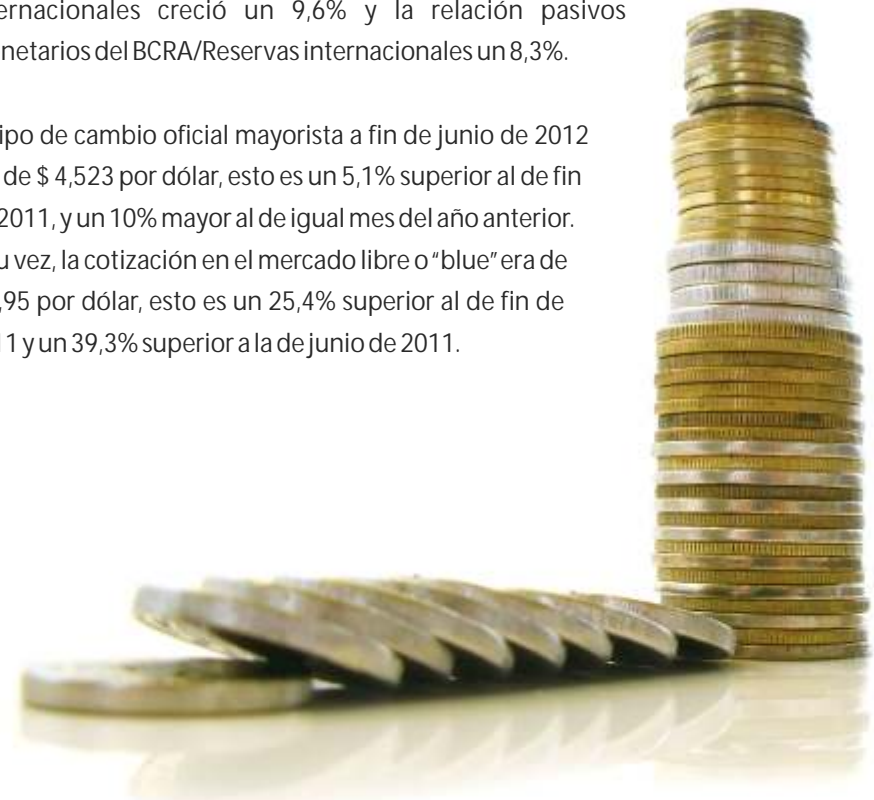 ernacionales creció un 9,6% y la relación pasivos
netarios del BCRA/Reservas internacionales un 8,3%.
ipo de cambio oficial mayorista a fin de junio de 2012
de $ 4,523 por dólar, esto es un 5,1% superior al de fin
2011, y un 10% mayor al de igual mes del año anterior.
u vez, la cotización en el mercado libre o "blue" era de
,95 por dólar, esto es un 25,4% superior al de fin de
11 y un 39,3% superior a la de junio de 2011.